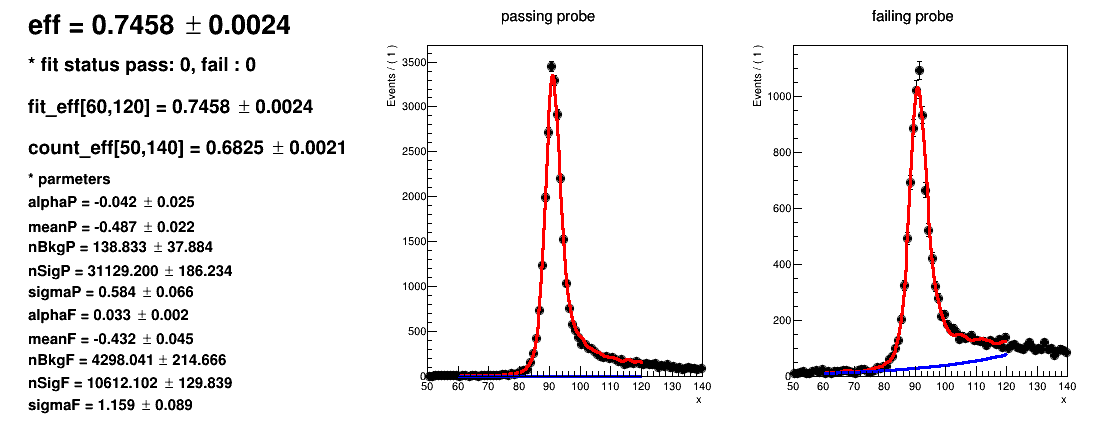 eff = 0.7458 ± 0.0024
* fit status pass: 0, fail : 0
fit_eff[60,120] = 0.7458 ± 0.0024
count_eff[50,140] = 0.6825 ± 0.0021
* parmeters
alphaP = -0.042 ± 0.025
meanP = -0.487 ± 0.022
nBkgP = 138.833 ± 37.884
nSigP = 31129.200 ± 186.234
sigmaP = 0.584 ± 0.066
alphaF = 0.033 ± 0.002
meanF = -0.432 ± 0.045
nBkgF = 4298.041 ± 214.666
nSigF = 10612.102 ± 129.839
sigmaF = 1.159 ± 0.089
passing probe
Events / ( 1 )
3500
3000
2500
2000
1500
1000
500
0
50 60 70 80 90 100 110 120 130 140
x
failing probe
Events / ( 1 )
1000
800
600
400
200
0
50 60 70 80 90 100 110 120 130 140
x